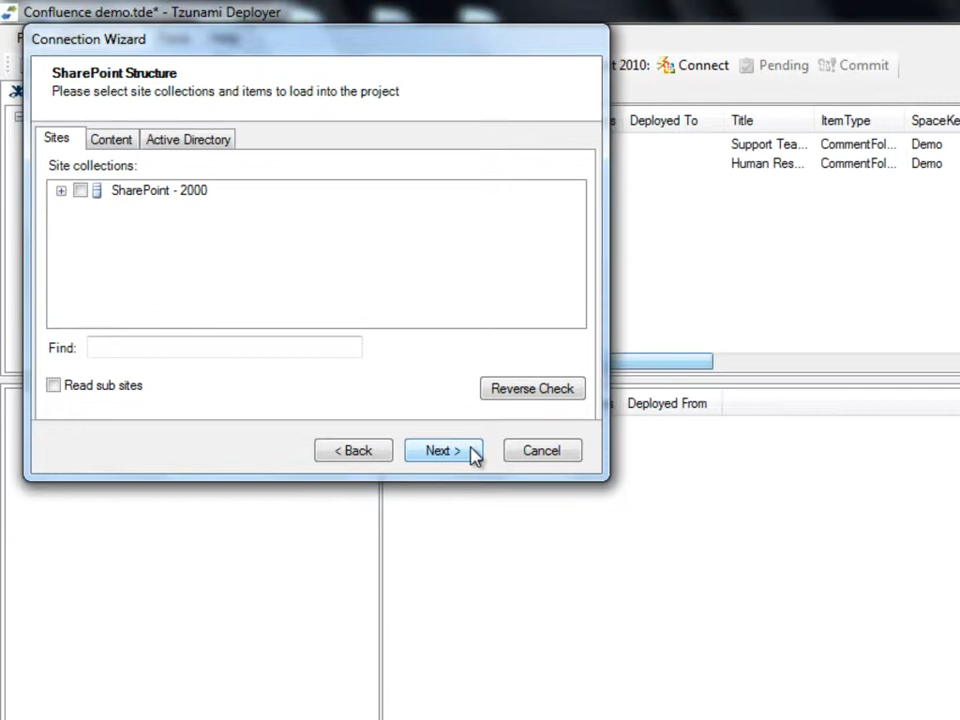 Confluence demo.tde* - Tzunami Deployer
Connection Wizard
SharePoint Structure
Please select site collections and items to load into the project
t 2010: Connect Pending Commit
Sites Content Active Directory
Deployed To Title ItemType SpaceKe
Site collections:
Support Tea... CommentFol... Demo
Human Res... CommentFol... Demo
SharePoint - 2000
Find:
Read sub sites
Reverse Check
Deployed From
< Back Next > Cancel